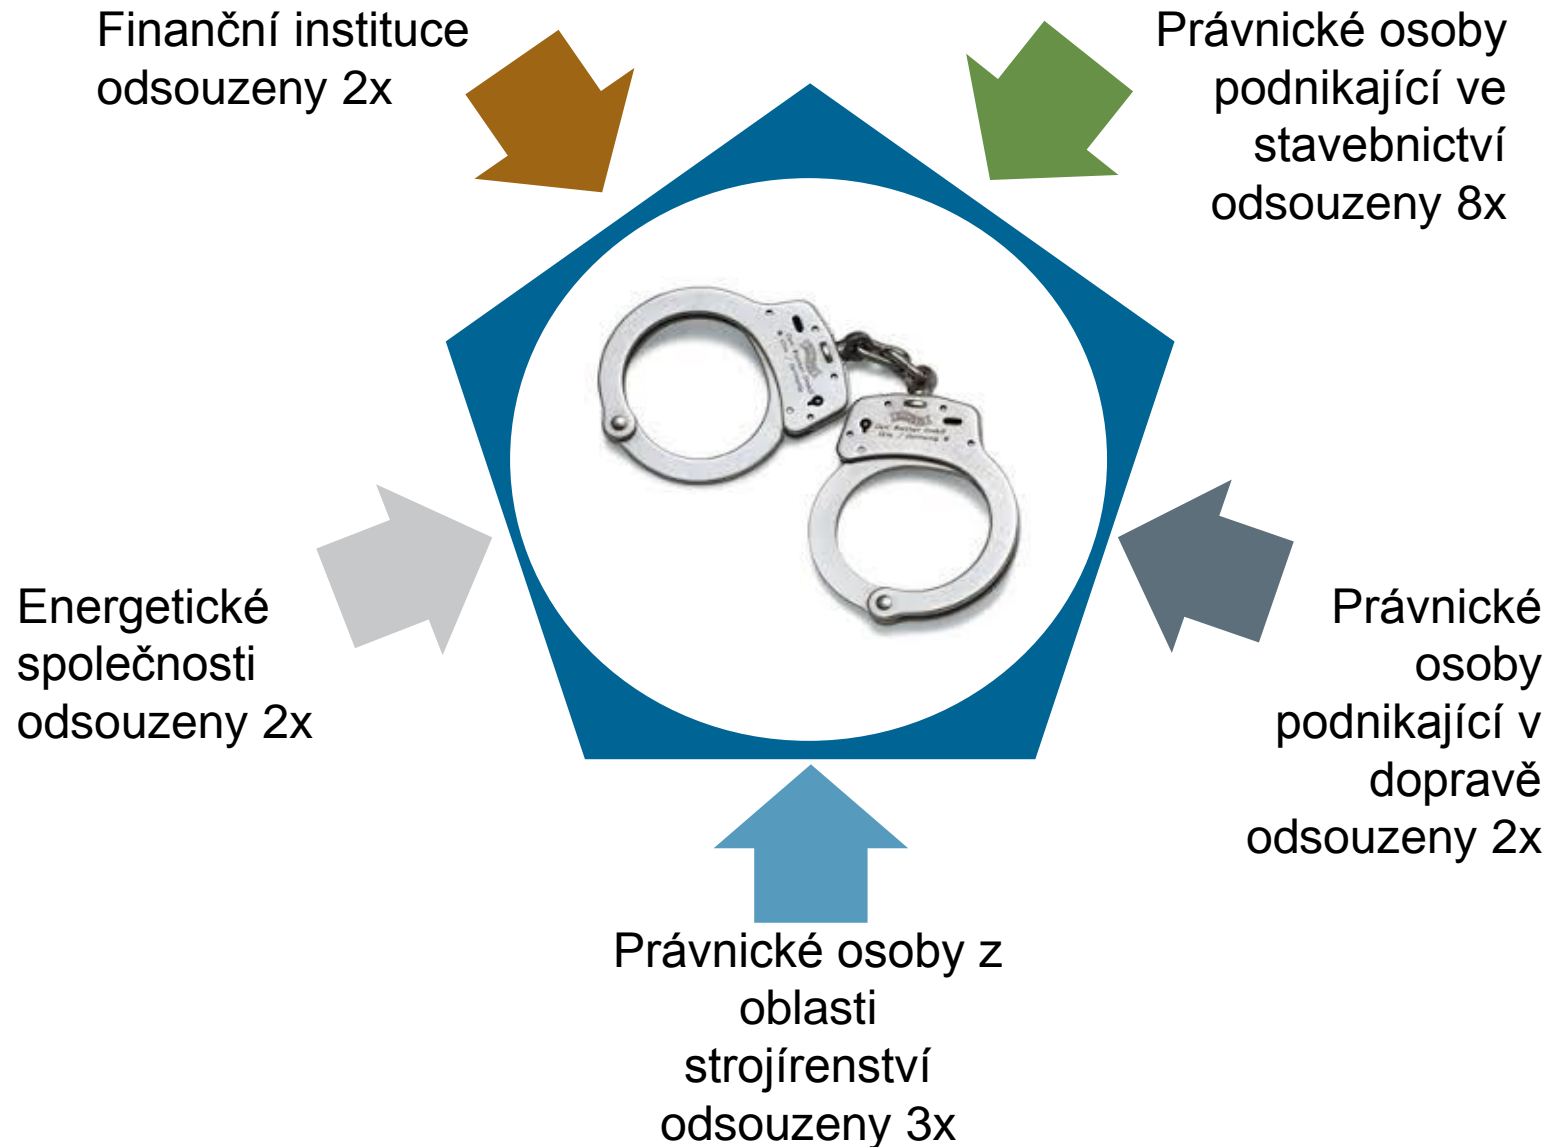 Finanční instituce
odsouzeny 2x
Právnické osoby
podnikající ve
stavebnictví
odsouzeny 8x
Energetické
společnosti
odsouzeny 2x
Právnické
osoby
podnikající v
dopravě
odsouzeny 2x
Právnické osoby z
oblasti
strojírenství
odsouzeny 3x